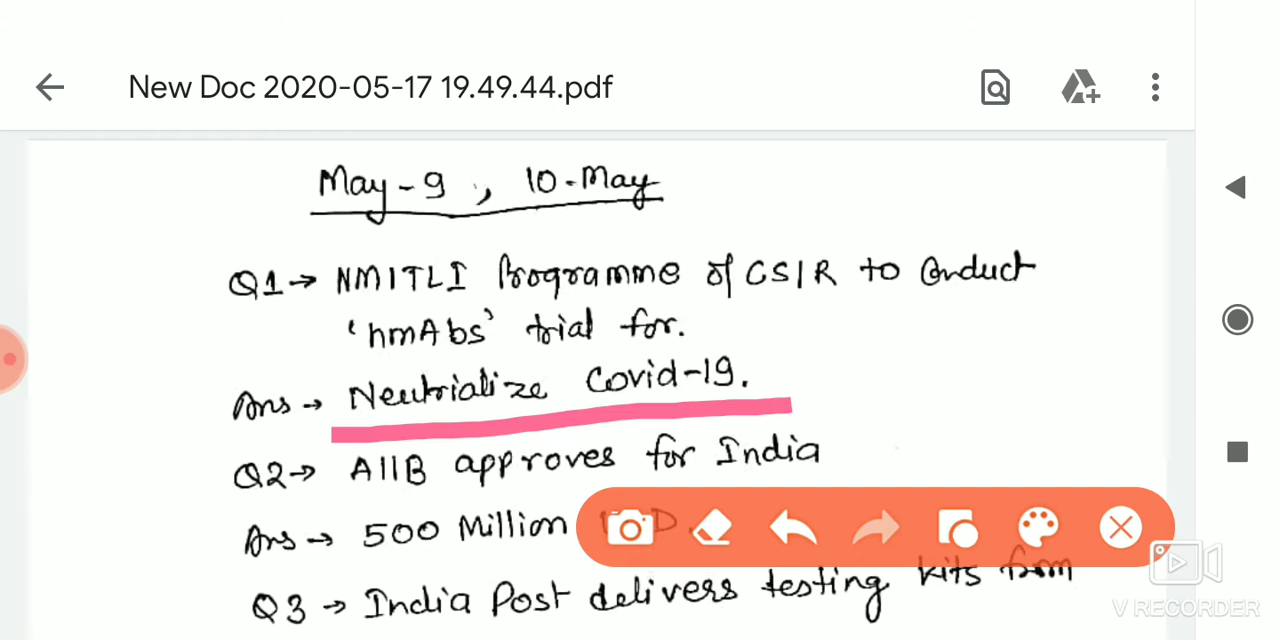 New Doc 2020-05-17 19.49.44.pdf
May-9, 10-May
Q1→ NMITLI Programme of CSIR to Conduct
'hmAbs' trial for.
Ans→ Neutrialize Covid-19.
Q2→ AIIB approves for India
Ans→ 500 Million
Q3→ India Post delivers testing kits from
V RECORDER